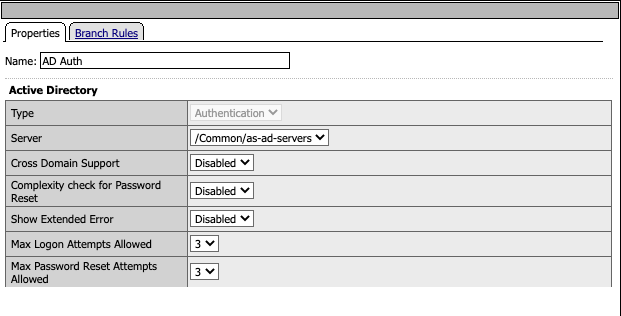 Properties Branch Rules
Name: AD Auth
Active Directory
Type Authentication
Server /Common/as-ad-servers
Cross Domain Support Disabled
Complexity check for Password
Reset Disabled
Show Extended Error Disabled
Max Logon Attempts Allowed 3
Max Password Reset Attempts
Allowed 3